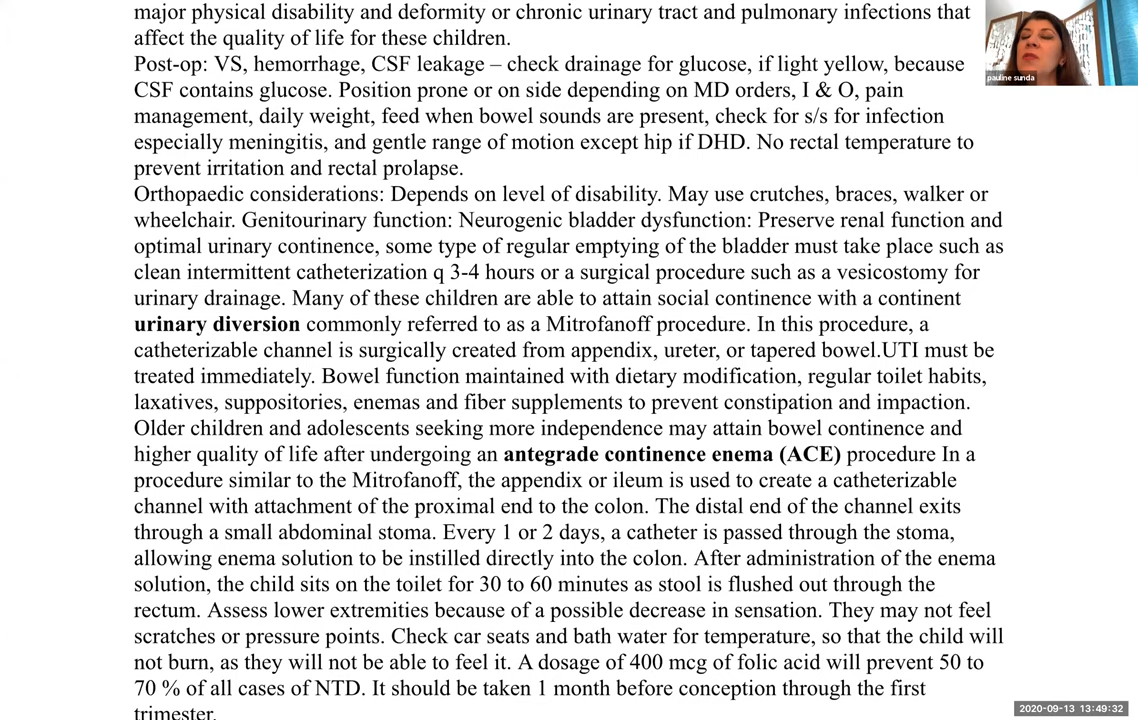 major physical disability and deformity or chronic urinary tract and pulmonary infections that
affect the quality of life for these children.
Post-op: VS, hemorrhage, CSF leakage – check drainage for glucose, if light yellow, because
CSF contains glucose. Position prone or on side depending on MD orders, I & O, pain
management, daily weight, feed when bowel sounds are present, check for s/s for infection
especially meningitis, and gentle range of motion except hip if DHD. No rectal temperature to
prevent irritation and rectal prolapse.
Orthopaedic considerations: Depends on level of disability. May use crutches, braces, walker or
wheelchair. Genitourinary function: Neurogenic bladder dysfunction: Preserve renal function and
optimal urinary continence, some type of regular emptying of the bladder must take place such as
clean intermittent catheterization q 3-4 hours or a surgical procedure such as a vesicostomy for
urinary drainage. Many of these children are able to attain social continence with a continent
urinary diversion commonly referred to as a Mitrofanoff procedure. In this procedure, a
catheterizable channel is surgically created from appendix, ureter, or tapered bowel.UTI must be
treated immediately. Bowel function maintained with dietary modification, regular toilet habits,
laxatives, suppositories, enemas and fiber supplements to prevent constipation and impaction.
Older children and adolescents seeking more independence may attain bowel continence and
higher quality of life after undergoing an antegrade continence enema (ACE) procedure In a
procedure similar to the Mitrofanoff, the appendix or ileum is used to create a catheterizable
channel with attachment of the proximal end to the colon. The distal end of the channel exits
through a small abdominal stoma. Every 1 or 2 days, a catheter is passed through the stoma,
allowing enema solution to be instilled directly into the colon. After administration of the enema
solution, the child sits on the toilet for 30 to 60 minutes as stool is flushed out through the
rectum. Assess lower extremities because of a possible decrease in sensation. They may not feel
scratches or pressure points. Check car seats and bath water for temperature, so that the child will
not burn, as they will not be able to feel it. A dosage of 400 mcg of folic acid will prevent 50 to
70 % of all cases of NTD. It should be taken 1 month before conception through the first
trimester.
pauline sunda
2020-09-13 13:49:32